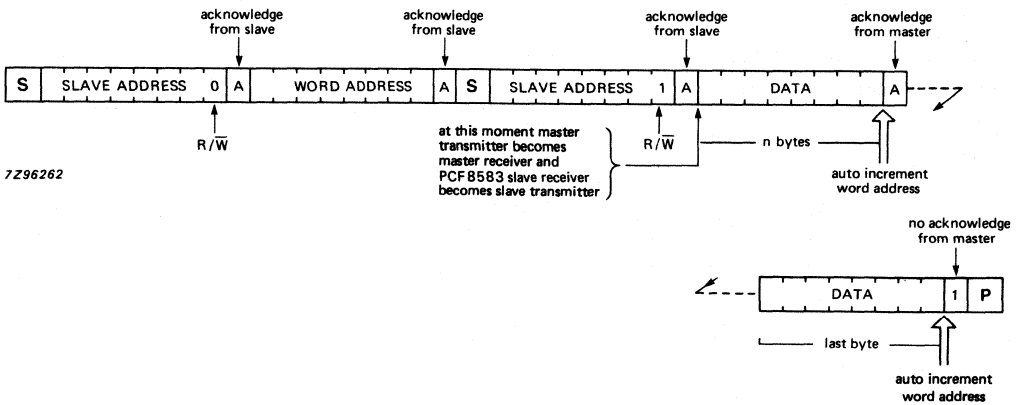 acknowledge
from slave
acknowledge
from slave
acknowledge
from slave
acknowledge
from master
S SLAVE ADDRESS 0 A WORD ADDRESS A S SLAVE ADDRESS 1 A DATA A
R/W̅
at this moment master
transmitter becomes
master receiver and
PCF8583 slave receiver
becomes slave transmitter
R/W̅
n bytes
auto increment
word address
7Z96262
no acknowledge
from master
DATA 1 P
last byte
auto increment
word address